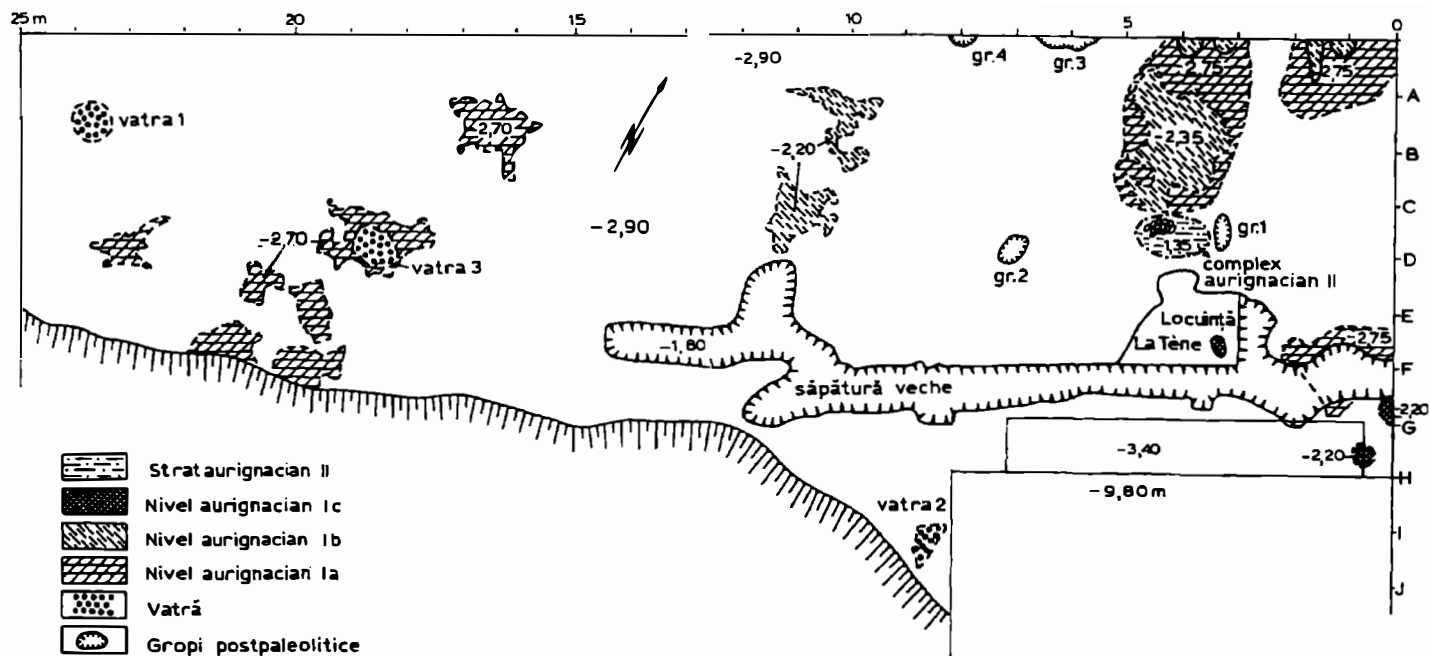 25 m 20 15 10 5 0
-2,90
gr.4
gr.3
-2,75
-2,75
A
vatra 1
-2,70
-2,35
B
-2,20
C
-2,90
-1,35
gr.1
-2,70
vatra 3
gr.2
D
complex
aurignacian II
E
Locuință
La Tène
-1,80
-2,75
F
săpătură veche
-2,20
G
-3,40
-2,20
H
-9,80 m
vatra 2
I
J
Strat aurignacian II
Nivel aurignacian Ic
Nivel aurignacian Ib
Nivel aurignacian Ia
Vatră
Gropi postpaleolitice